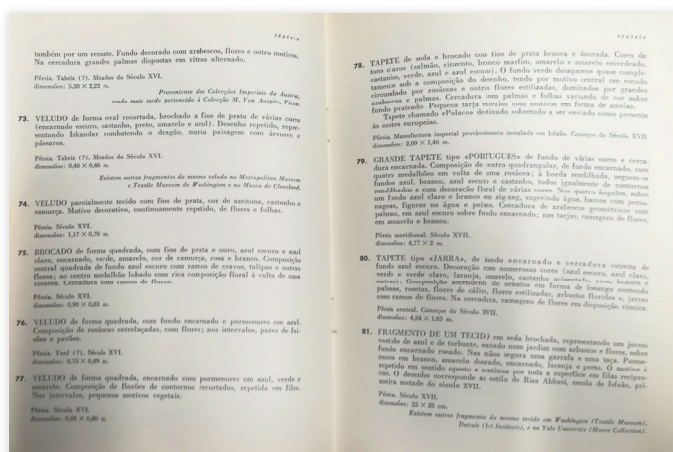 têxteis
também por um remate. Fundo decorado com arabescos, flores e outro motivos.
Na cercadura grandes palmas dispostas em ritmo alternado.
Pérsia. Tabriz (?). Meados do Século XVI.
dimensões: 5,30 × 2,22 m.
Proveniente das Colecções Imperiais da Austria,
tendo mais tarde pertencido à Colecção M. Von Auspitz, Viena.
73. VELUDO de forma oval recortada, brochado a fios de prata de várias cores
(encarnado escuro, castanho, preto, amarelo e azul). Desenho repetido, repre-
sentando Iskandar combatendo o dragão, numa paisagem com árvores e
pássaros.
Pérsia. Tabriz (?). Meados do Século XVI.
dimensões: 0,46 × 0,46 m.
Existem outros fragmentos do mesmo veludo no Metropolitan Museum
e Textile Museum de Washington e no Museu de Cleveland.
74. VELUDO parcialmente tecido com fios de prata, cor de azeitona, castanho e
camurça. Motivo decorativo, continuamente repetido, de flores e folhas.
Pérsia. Século XVI.
dimensões: 1,17 × 0,70 m.
75. BROCADO de forma quadrada, com fios de prata e ouro, azul escuro e azul
claro, encarnado, verde, amarelo, cor de camurça, rosa e branco. Composição
central quadrada de fundo azul escuro com ramos de cravos, tulipas e outras
flores; ao centro medalhão lobado com rica composição floral à volta de uma
rosácea. Cercadura com ramos de flores.
Pérsia. Século XVI.
dimensões: 0,90 × 0,85 m.
76. VELUDO de forma quadrada, com fundo encarnado e pormenores em azul.
Composição de rosáceas entrelaçadas, com flores; nos intervalos, pares de fai-
sões e pavões.
Pérsia. Yezd (?). Século XVI.
dimensões: 0,70 × 0,49 m.
77. VELUDO de forma quadrada, encarnado com pormenores em azul, verde e
amarelo. Composição de florões de contornos recortados, repetida em filas.
Nos intervalos, pequenos motivos vegetais.
Pérsia. Século XVI.
dimensões: 0,66 × 0,60 m.
têxteis
78. TAPETE de seda e brocado com fios de prata branca e dourada. Cores de
tons claros (salmão, cinzento, branco marfim, amarelo e amarelo esverdeado,
castanho, verde, azul e azul escuro). O fundo verde desaparece quase comple-
tamente sob a composição do desenho, tendo por motivo central um escudo
circundado por rosáceas e outras flores estilizadas, dominados por grandes
arabescos e palmas. Cercadura com palmas e folhas variando de cor sobre
fundo prateado. Pequena tarja exterior com motivos em forma de ameias.
Tapete chamado «Polaco» detinado sobretudo a ser enviado como presente
às cortes europeias.
Pérsia. Manufactura imperial provàvelmente instalada em Isfaão. Começos do Século XVII.
dimensões: 2,09 × 1,40 m.
79. GRANDE TAPETE tipo «PORTUGUÊS» de fundo de várias cores e cerca-
dura encarnada. Composição de centro quadrangular, de fundo encarnado, com
quatro medalhões em volta de uma rosácea; à borda rendilhada, seguem-se
fundos azul, branco, azul escuro e castanho, todos igualmente de contornos
rendilhados e com decoração floral de várias cores. Nos quatro ângulos, sobre
um fundo azul claro e branco em zig-zag, sugerindo água, barcos com perso-
nagens, figuras na água e peixes. Cercadura de arabescos geométricos com
palmas, em azul escuro sobre fundo encarnado; nas tarjas, ramagens de flores,
em amarelo e branco.
Pérsia meridional. Século XVII.
dimensões: 4,77 × 2 m.
80. TAPETE tipo «JARRA», de fundo encarnado e cercadura estreita de
fundo azul escuro. Decoração com numerosas cores (azul escuro, azul claro,
verde e verde claro, laranja, amarelo, castanho rosa, branco e
outras). Composição ascendente de ornatos em forma de losango contendo
palmas, rosetas, flores de cálio, flores estilizadas, arbustos floridos e, jarras
com ramos de flores. Na cercadura, ramagens de flores em disposição rítmica.
Pérsia central. Começos do Século XVII.
dimensões: 4,24 × 1,85 m.
81. FRAGMENTO DE UM TECIDO em seda brochada, representando um jovem
vestido de azul e de turbante, sentado num jardim com arbustos e flores, sobre
fundo encarnado rosado. Nas mãos segura uma garrafa e uma taça. Porme-
nores em branco, amarelo dourado, encarnado, laranja e preto. O motivo é
repetido em sentido oposto e contínuo por toda a superfície em filas recípro-
cas. O desenho corresponde ao estilo de Riza Abbasi, escola de Isfaão, pri-
meira metade do século XVII.
Pérsia. Século XVII.
dimensões: 25 × 20 cm.
Existem outros fragmentos do mesmo tecido em Washington (Textile Museum),
Detroit (Art Institute), e na Yale University (Moore Collection).